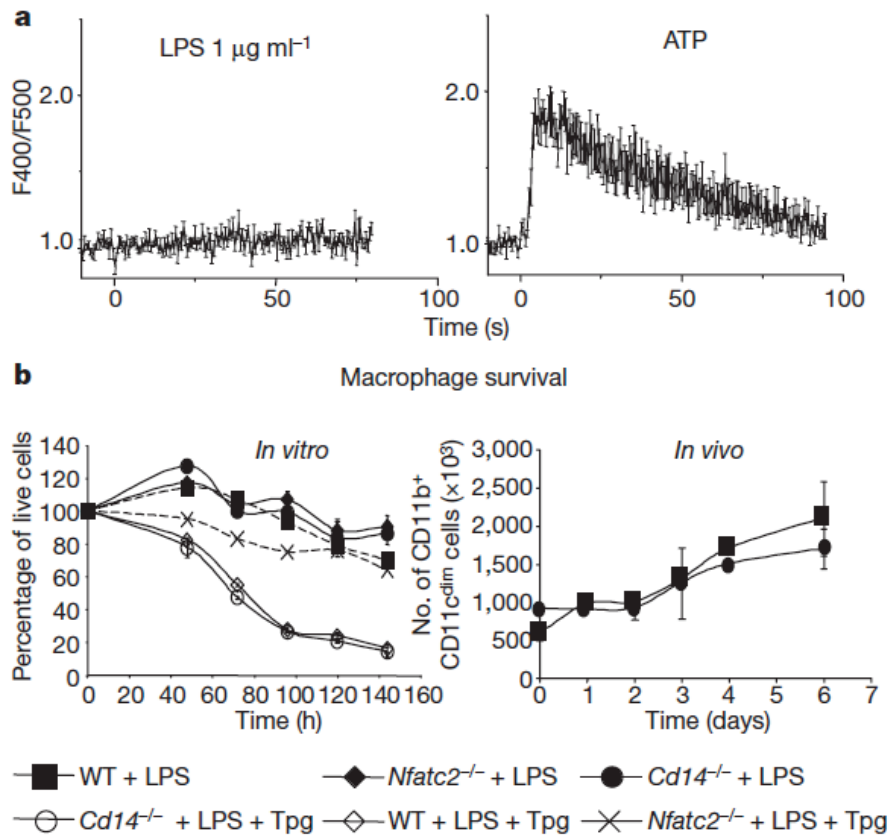 a
LPS 1 μg ml–1
ATP
F400/F500
2.0
1.0
2.0
1.0
0 50 100
0 50 100
Time (s)
b
Macrophage survival
In vitro
In vivo
Percentage of live cells
140
120
100
80
60
40
20
0
0 20 40 60 80 100 120 140 160
Time (h)
No. of CD11b+
CD11cdim cells (×103)
3,000
2,500
2,000
1,500
1,000
500
0
0 1 2 3 4 5 6 7
Time (days)
WT + LPS
Nfatc2–/– + LPS
Cd14–/– + LPS
Cd14–/– + LPS + Tpg
WT + LPS + Tpg
Nfatc2–/– + LPS + Tpg